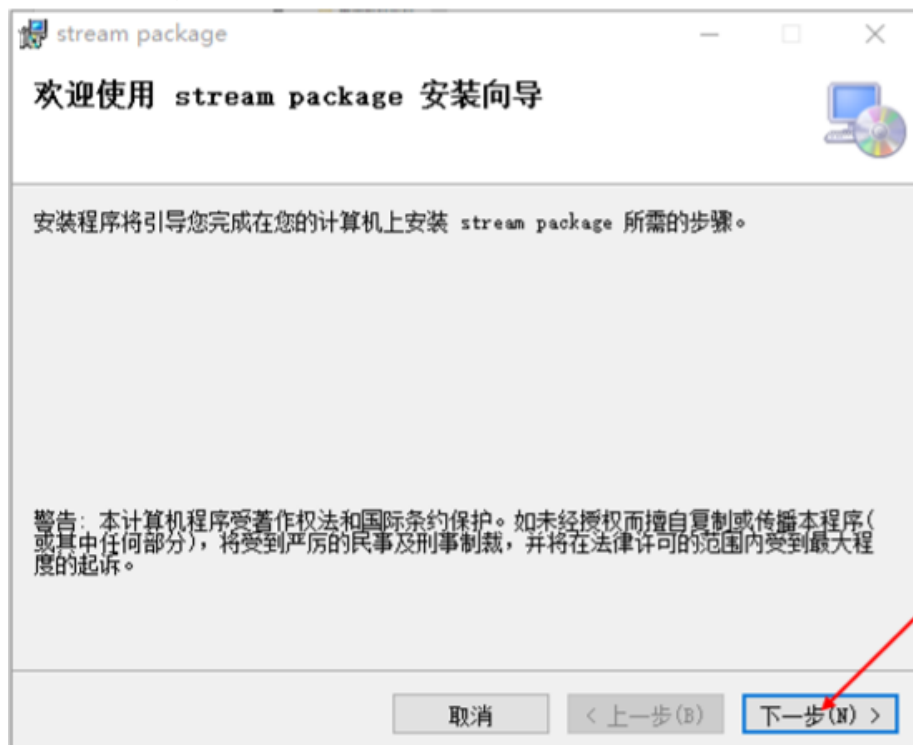 stream package
欢迎使用 stream package 安装向导
安装程序将引导您完成在您的计算机上安装 stream package 所需的步骤。
警告: 本计算机程序受著作权法和国际条约保护。如未经授权而擅自复制或传播本程序(
或其中任何部分)，将受到严厉的民事及刑事制裁，并将在法律许可的范围内受到最大程
度的起诉。
取消 < 上一步(B) 下一步(N) >